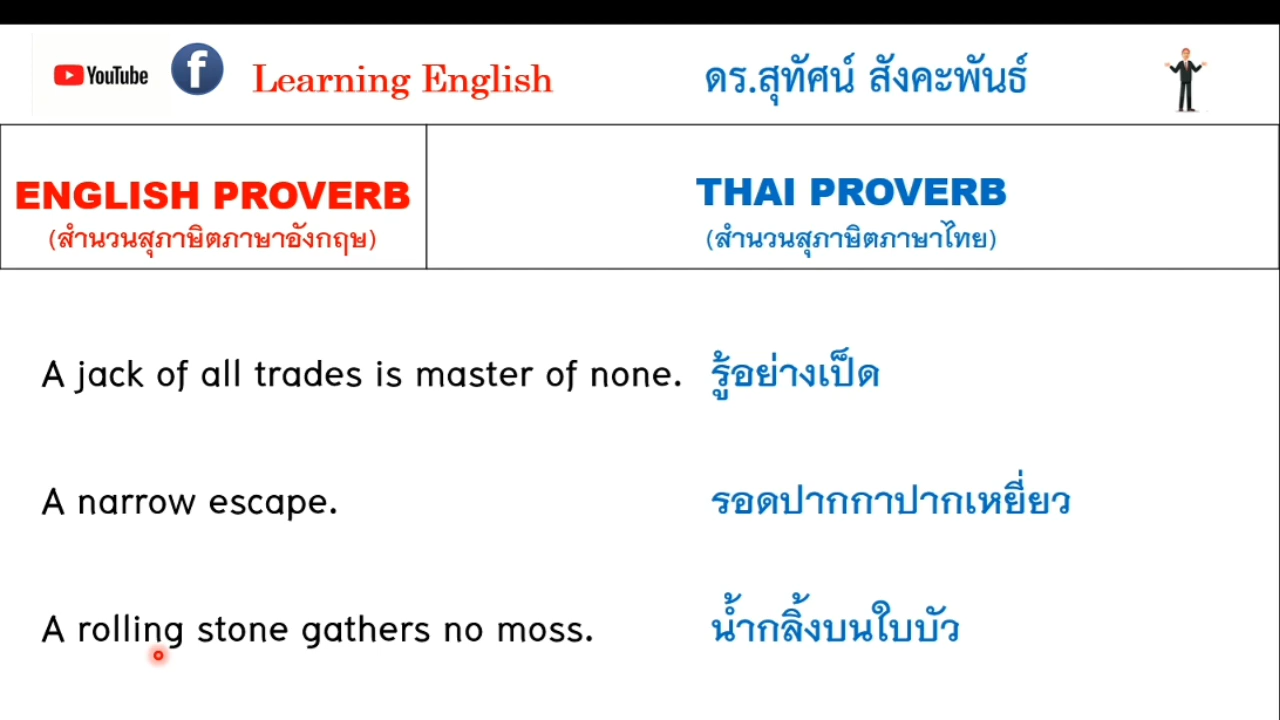 YouTube f Learning English ดร.สุทัศน์ สังคะพันธ์
ENGLISH PROVERB THAI PROVERB
(สำนวนสุภาษิตภาษาอังกฤษ) (สำนวนสุภาษิตภาษาไทย)
A jack of all trades is master of none. รู้อย่างเป็ด
A narrow escape. รอดปากกาปากเหยี่ยว
A rolling stone gathers no moss. น้ำกลิ้งบนใบบัว